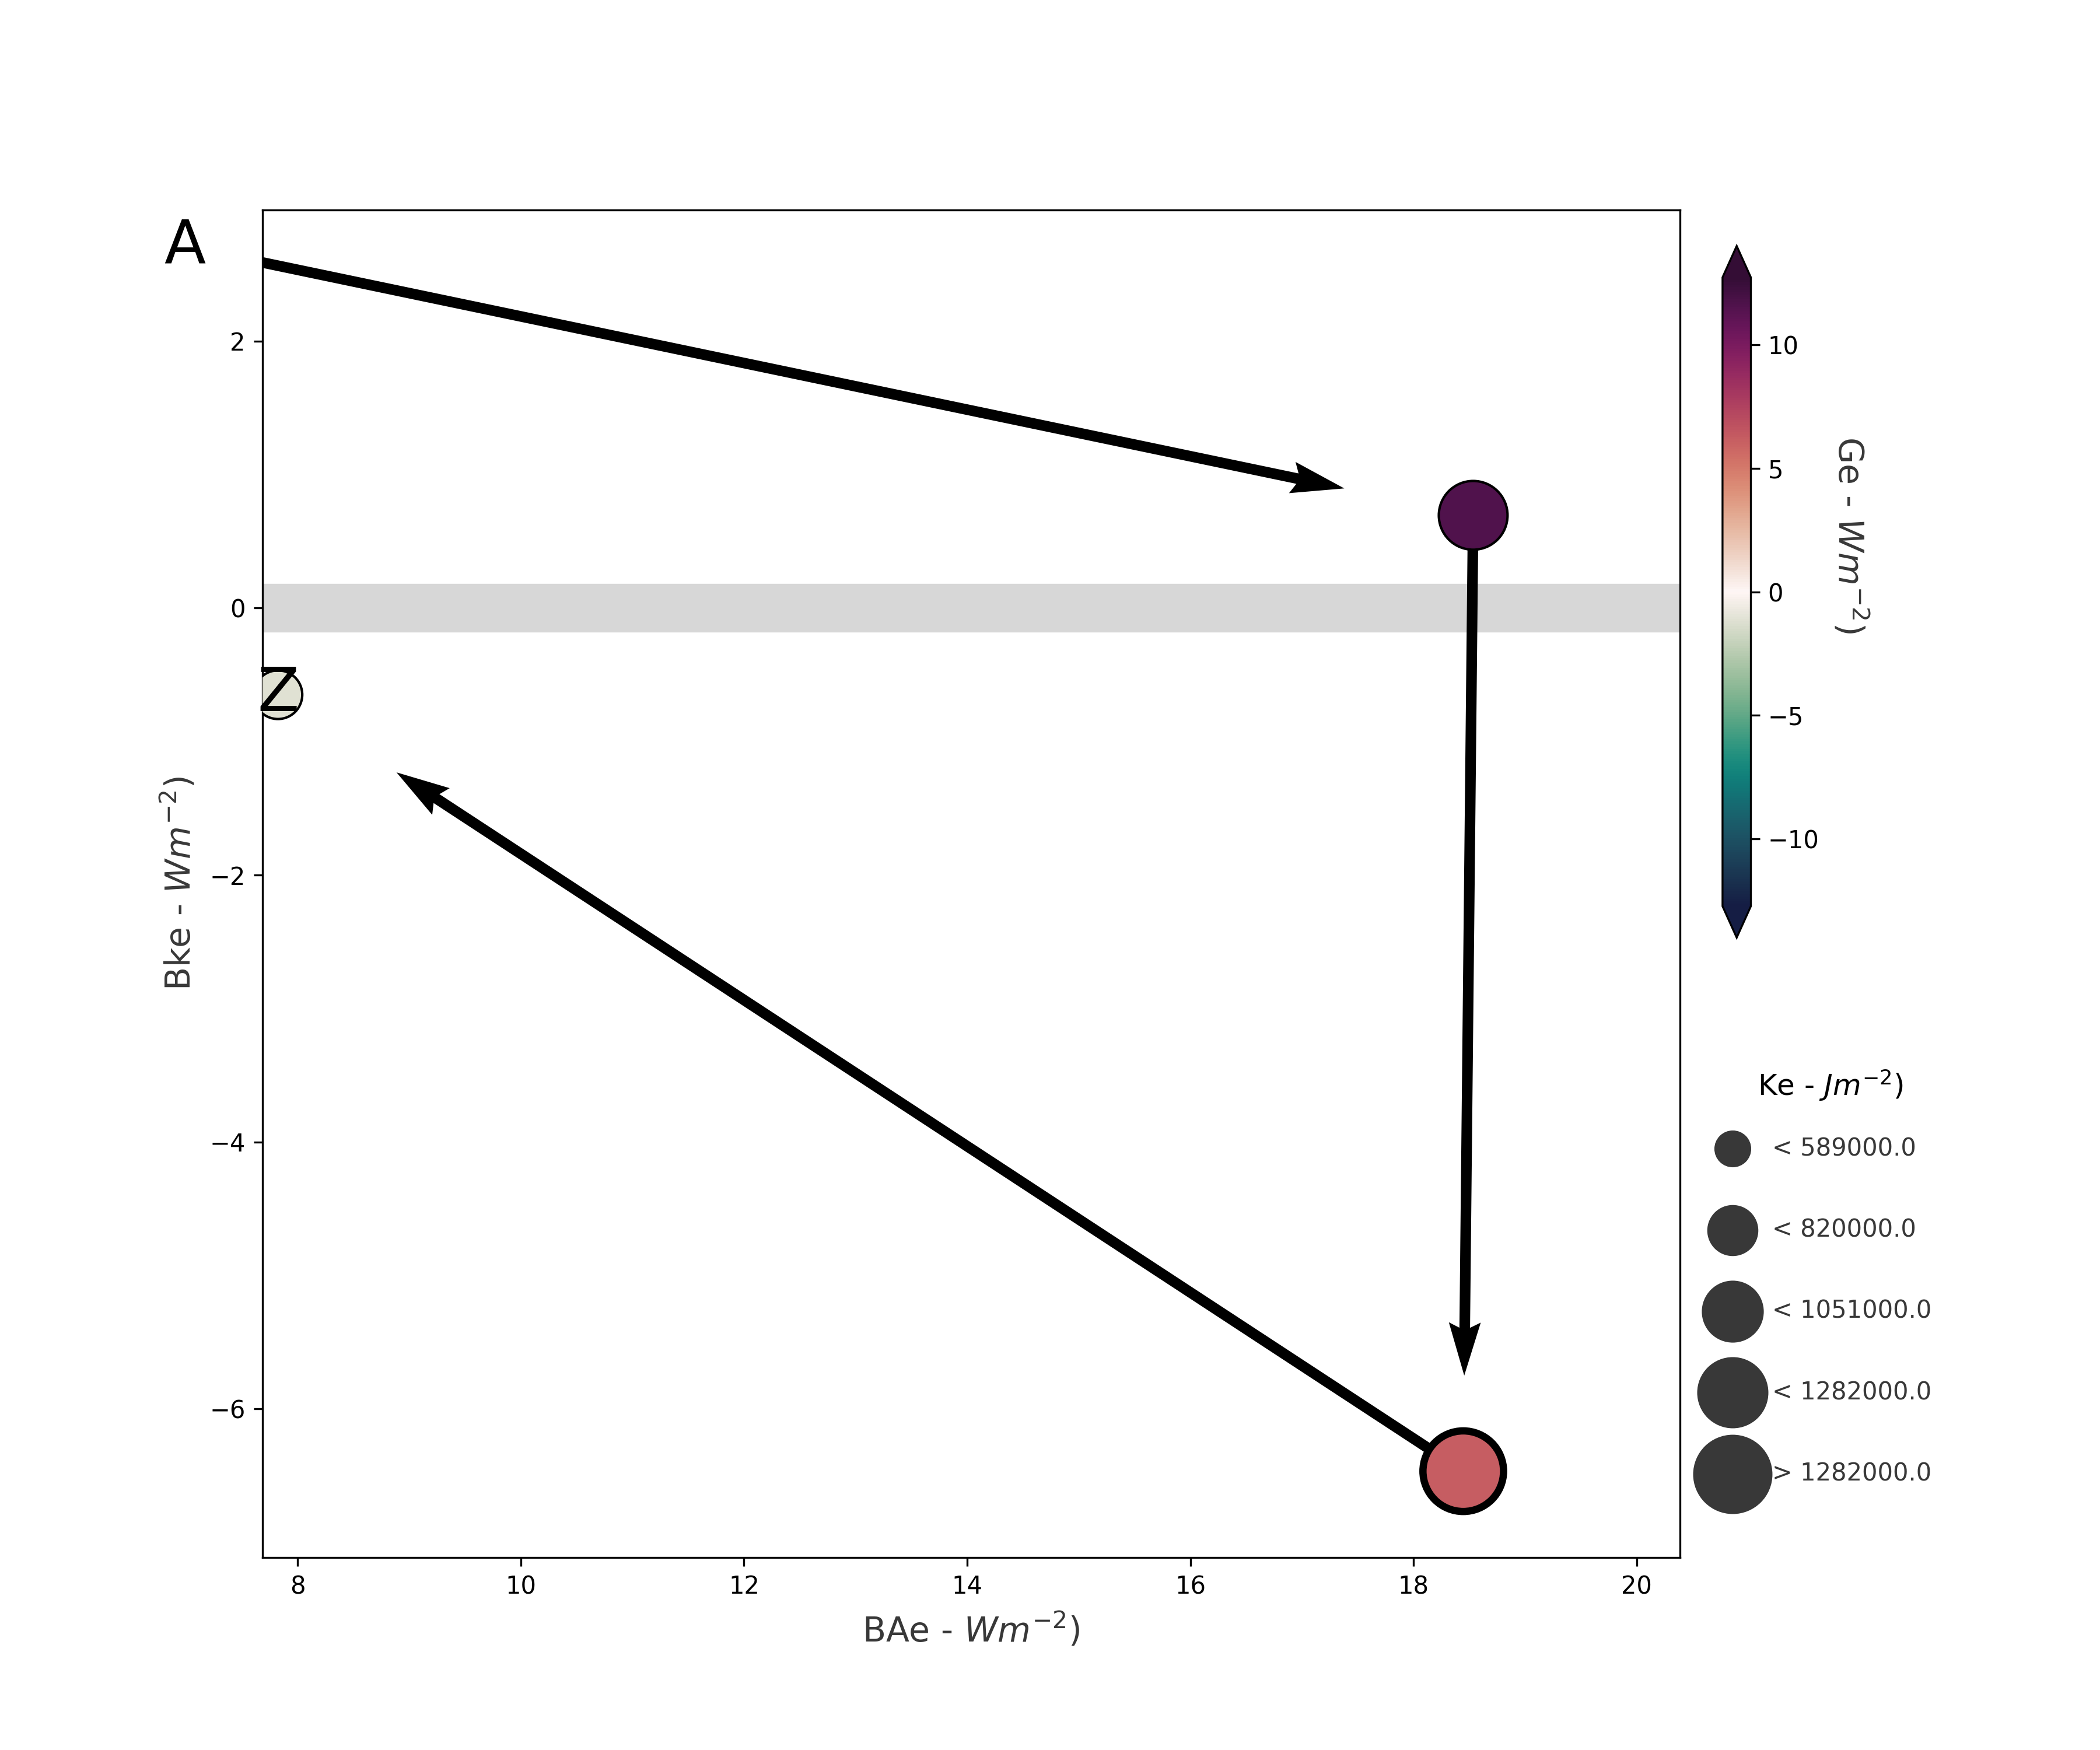 A
2
0
−2
−4
−6
Z
Bke - Wm⁻²)
8 10 12 14 16 18 20
BAe - Wm⁻²)
10
5
0
−5
−10
Ge - Wm⁻²)
Ke - Jm⁻²)
< 589000.0
< 820000.0
< 1051000.0
< 1282000.0
> 1282000.0